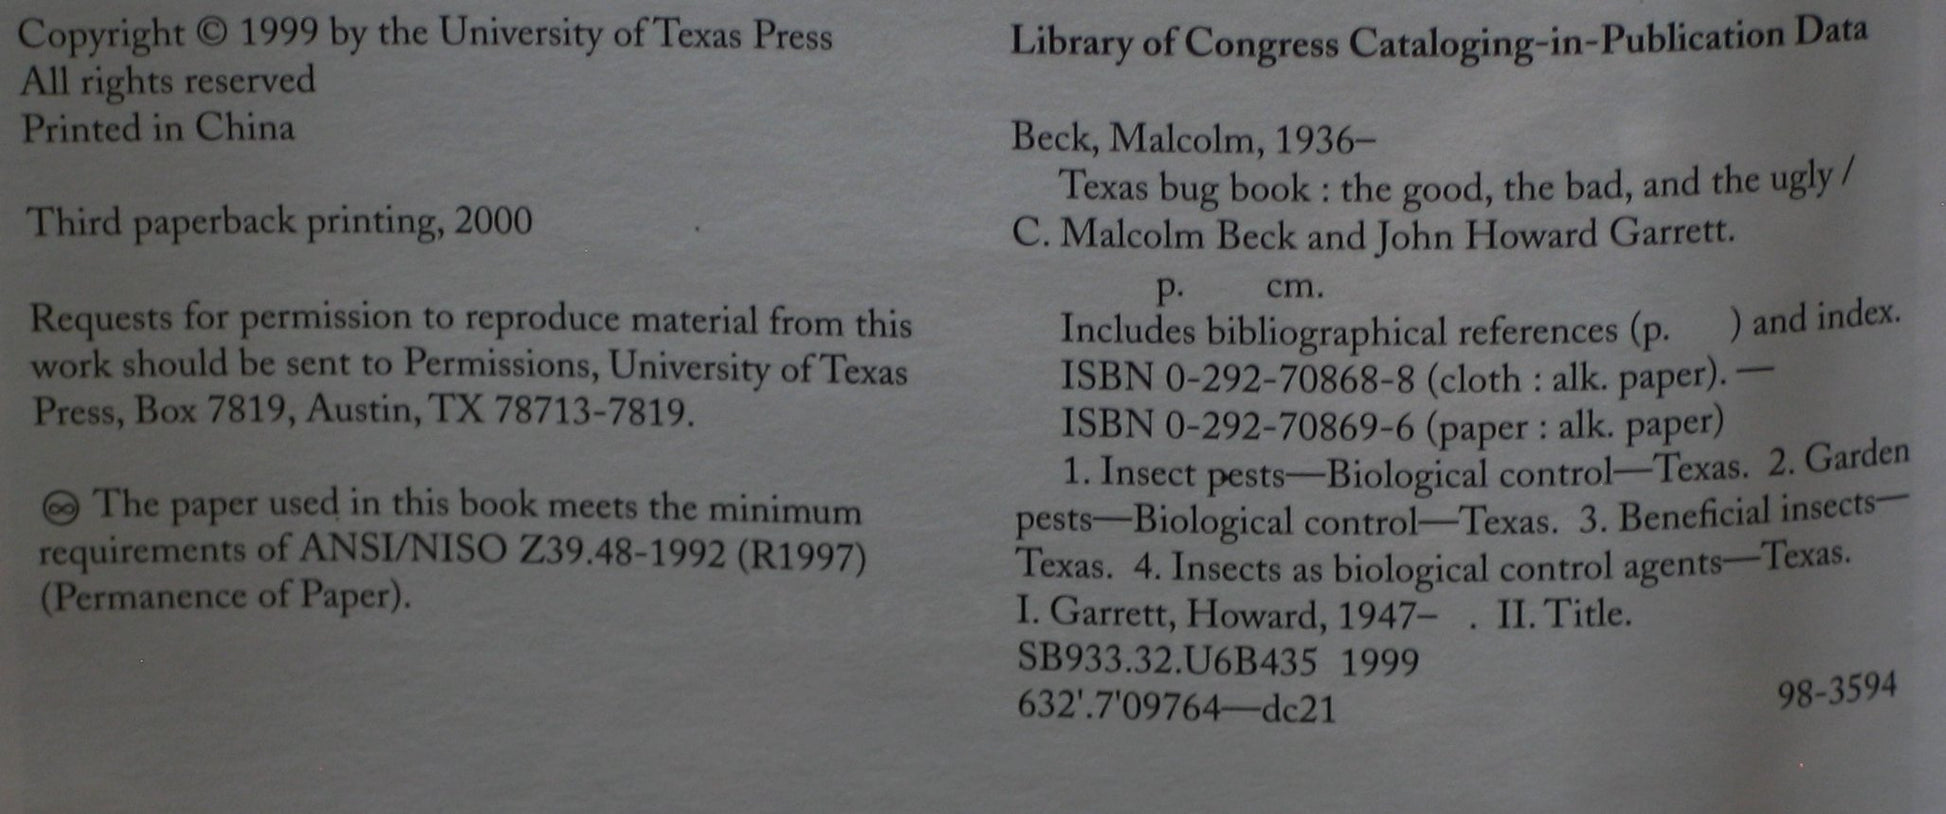 Copyright © 1999 by the University of Texas Press
All rights reserved
Printed in China
Third paperback printing, 2000
Requests for permission to reproduce material from this
work should be sent to Permissions, University of Texas
Press, Box 7819, Austin, TX 78713-7819.
♾ The paper used in this book meets the minimum
requirements of ANSI/NISO Z39.48-1992 (R1997)
(Permanence of Paper).
Library of Congress Cataloging-in-Publication Data
Beck, Malcolm, 1936–
Texas bug book : the good, the bad, and the ugly /
C. Malcolm Beck and John Howard Garrett.
p. cm.
Includes bibliographical references (p. ) and index.
ISBN 0-292-70868-8 (cloth : alk. paper). —
ISBN 0-292-70869-6 (paper : alk. paper)
1. Insect pests—Biological control—Texas. 2. Garden
pests—Biological control—Texas. 3. Beneficial insects—
Texas. 4. Insects as biological control agents—Texas.
I. Garrett, Howard, 1947– . II. Title.
SB933.32.U6B435 1999
632'.7'09764—dc21 98-3594